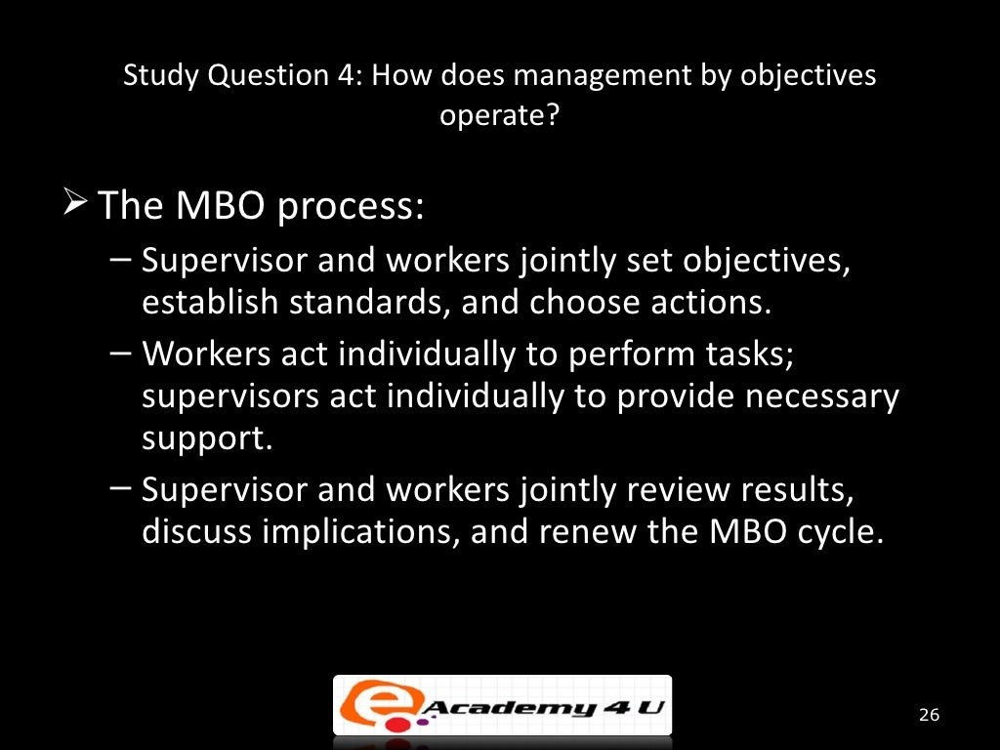 Study Question 4: How does management by objectives
operate?
➢ The MBO process:
– Supervisor and workers jointly set objectives,
establish standards, and choose actions.
– Workers act individually to perform tasks;
supervisors act individually to provide necessary
support.
– Supervisor and workers jointly review results,
discuss implications, and renew the MBO cycle.
e Academy 4 U
26